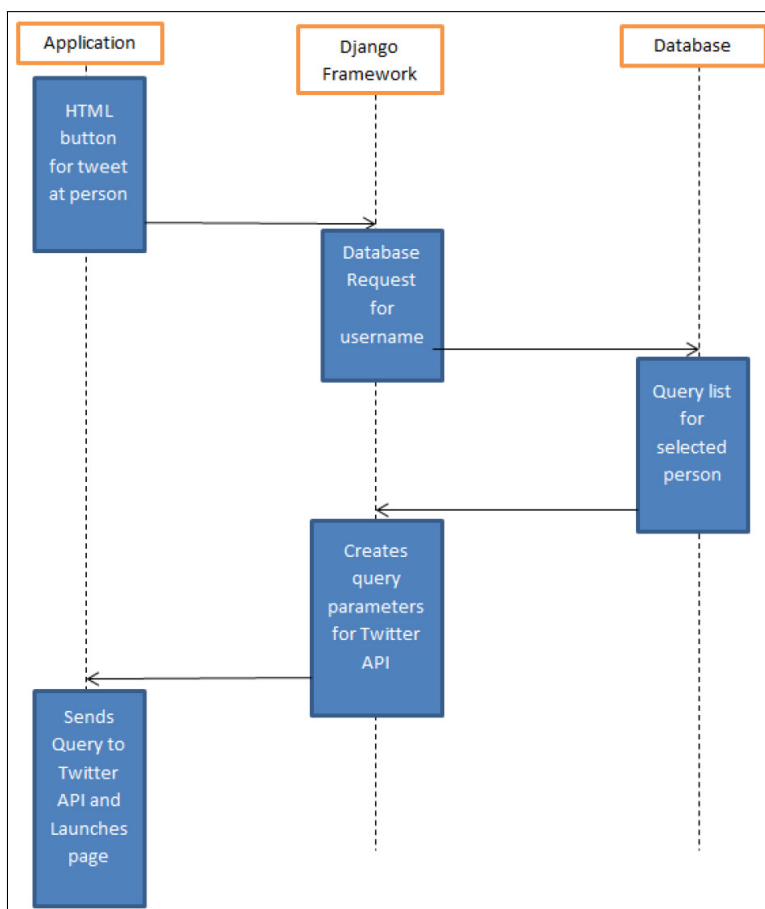 Application
Django
Framework
Database
HTML
button
for tweet
at person
Database
Request
for
username
Query list
for
selected
person
Creates
query
parameters
for Twitter
API
Sends
Query to
Twitter
API and
Launches
page